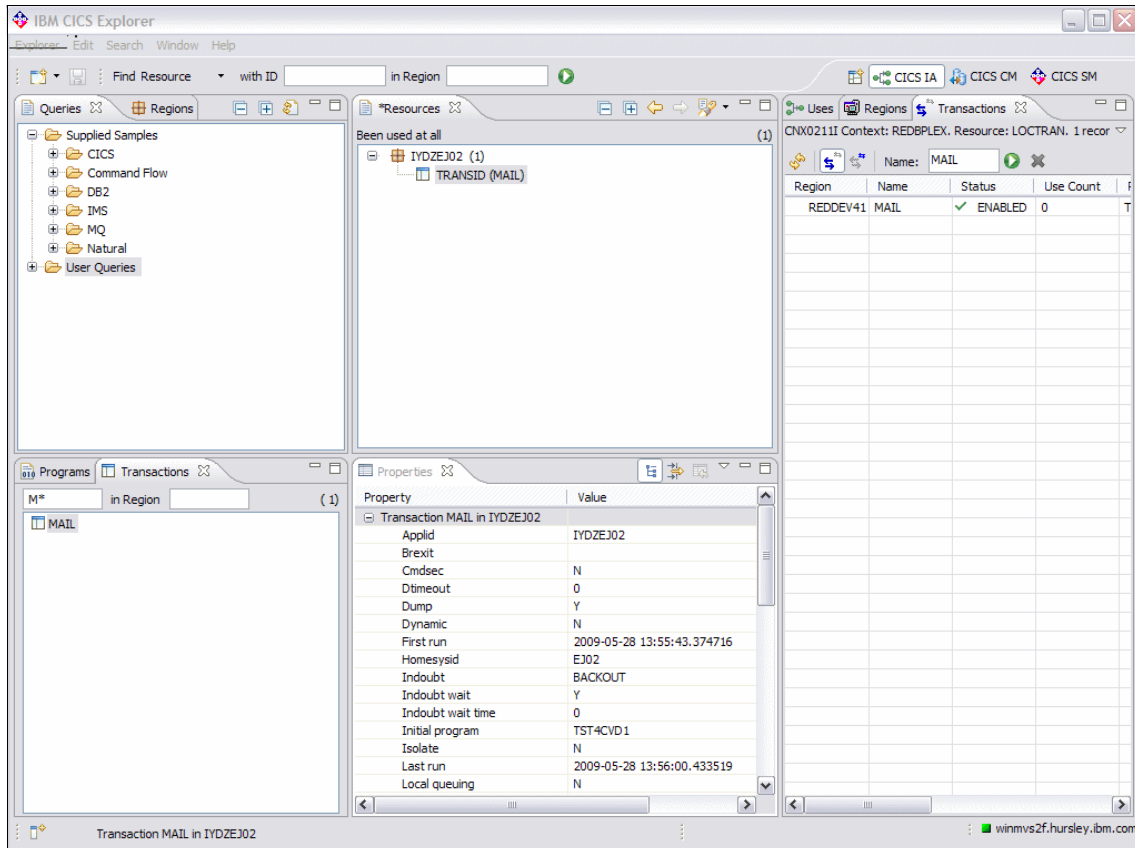 IBM CICS Explorer
Explorer Edit Search Window Help
Find Resource with ID in Region
CICS IA CICS CM CICS SM
Queries Regions
Supplied Samples
CICS
Command Flow
DB2
IMS
MQ
Natural
User Queries
*Resources
Been used at all (1)
IYDZEJ02 (1)
TRANSID (MAIL)
Uses Regions Transactions
CNX0211I Context: REDBPLEX. Resource: LOCTRAN. 1 recor
Name: MAIL
Region Name Status Use Count
REDDEV41 MAIL ENABLED 0 T
Programs Transactions
M* in Region (1)
MAIL
Properties
Property Value
Transaction MAIL in IYDZEJ02
Applid IYDZEJ02
Brexit
Cmdsec N
Dtimeout 0
Dump Y
Dynamic N
First run 2009-05-28 13:55:43.374716
Homesysid EJ02
Indoubt BACKOUT
Indoubt wait Y
Indoubt wait time 0
Initial program TST4CVD1
Isolate N
Last run 2009-05-28 13:56:00.433519
Local queuing N
Transaction MAIL in IYDZEJ02
winmvs2f.hursley.ibm.com